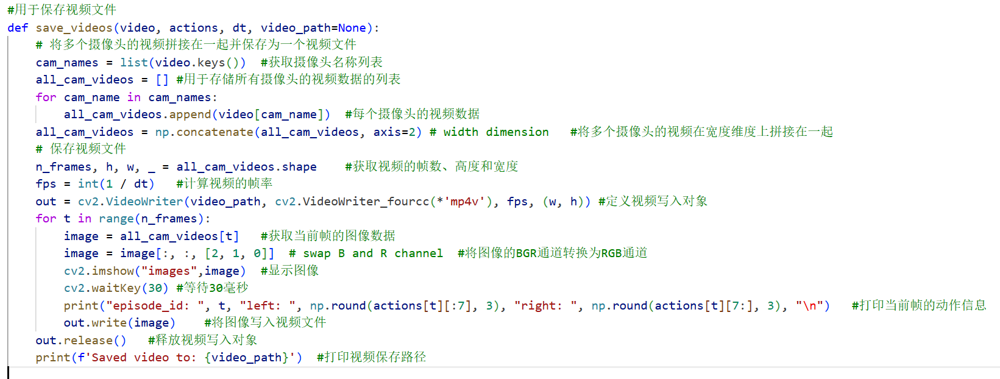 #用于保存视频文件
def save_videos(video, actions, dt, video_path=None):
    # 将多个摄像头的视频拼接在一起并保存为一个视频文件
    cam_names = list(video.keys())  #获取摄像头名称列表
    all_cam_videos = [] #用于存储所有摄像头的视频数据的列表
    for cam_name in cam_names:
        all_cam_videos.append(video[cam_name])  #每个摄像头的视频数据
    all_cam_videos = np.concatenate(all_cam_videos, axis=2) # width dimension   #将多个摄像头的视频在宽度维度上拼接在一起
    # 保存视频文件
    n_frames, h, w, _ = all_cam_videos.shape    #获取视频的帧数、高度和宽度
    fps = int(1 / dt)   #计算视频的帧率
    out = cv2.VideoWriter(video_path, cv2.VideoWriter_fourcc(*'mp4v'), fps, (w, h)) #定义视频写入对象
    for t in range(n_frames):
        image = all_cam_videos[t]   #获取当前帧的图像数据
        image = image[:, :, [2, 1, 0]]  # swap B and R channel  #将图像的BGR通道转换为RGB通道
        cv2.imshow("images",image)  #显示图像
        cv2.waitKey(30) #等待30毫秒
        print("episode_id: ", t, "left: ", np.round(actions[t][:7], 3), "right: ", np.round(actions[t][7:], 3), "\n")   #打印当前帧的动作信息
        out.write(image)    #将图像写入视频文件
    out.release()   #释放视频写入对象
    print(f'Saved video to: {video_path}')  #打印视频保存路径